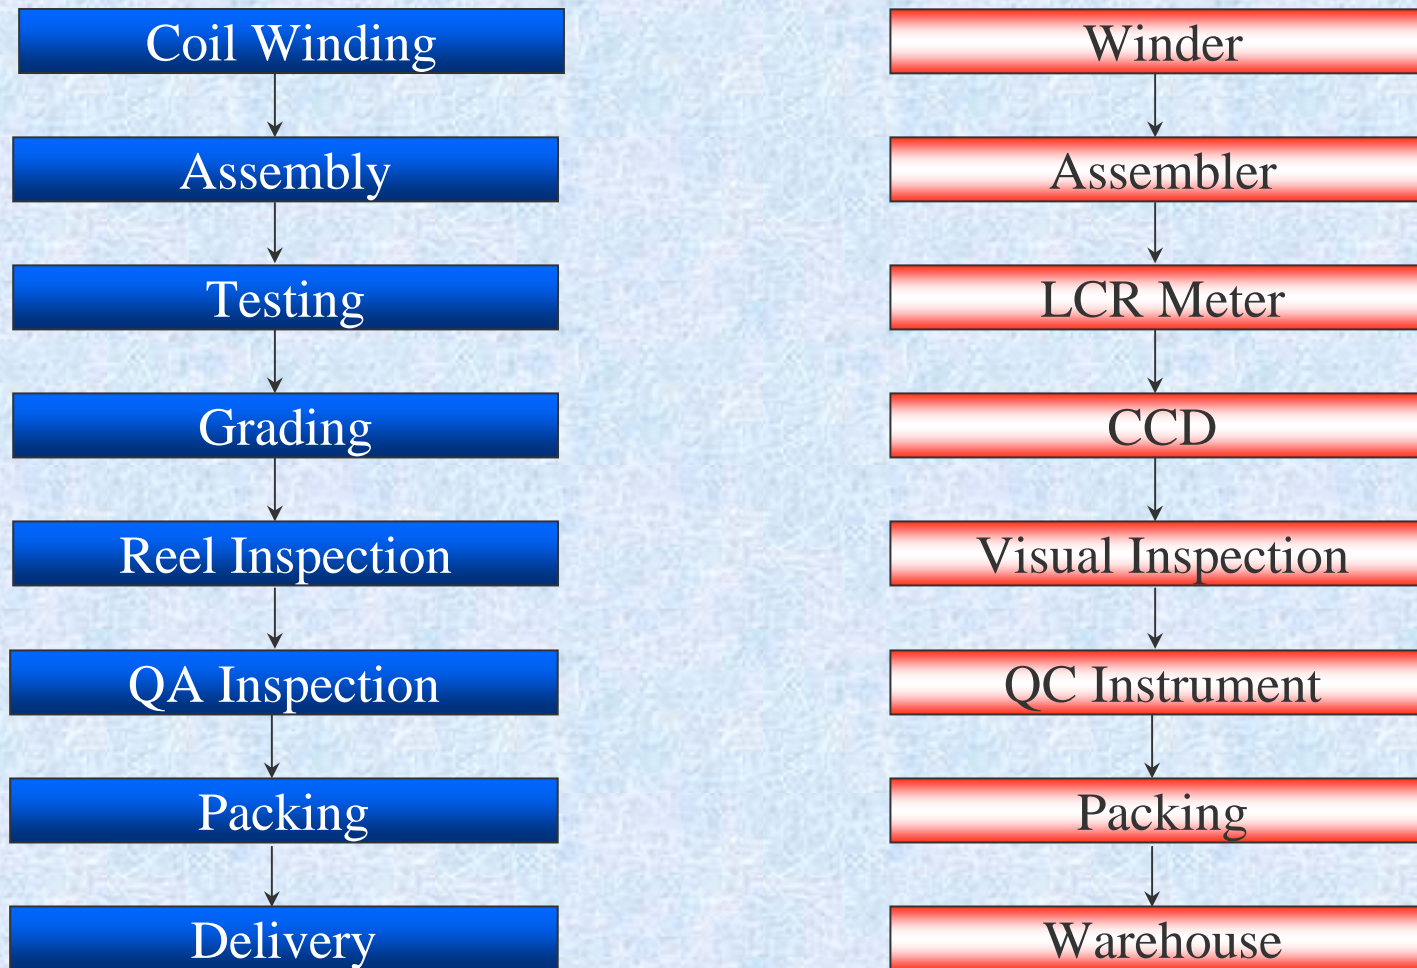 Coil Winding
Winder
Assembly
Assembler
Testing
LCR Meter
Grading
CCD
Reel Inspection
Visual Inspection
QA Inspection
QC Instrument
Packing
Packing
Delivery
Warehouse